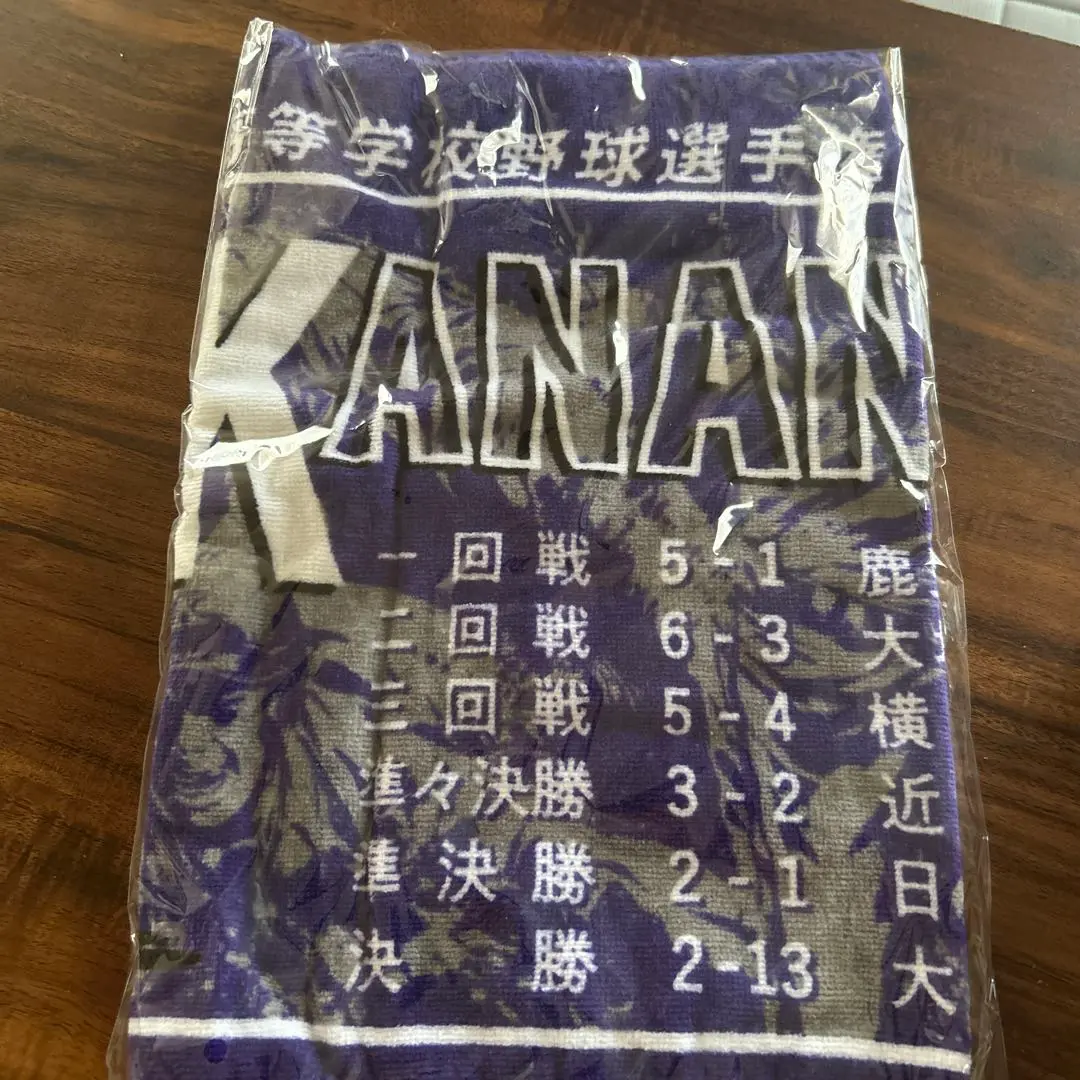 等学校野球選手権
KANAN
一回戦 5-1 鹿
二回戦 6-3 大
三回戦 5-4 横
準々決勝 3-2 近
準決勝 2-1 日
決勝 2-13 大